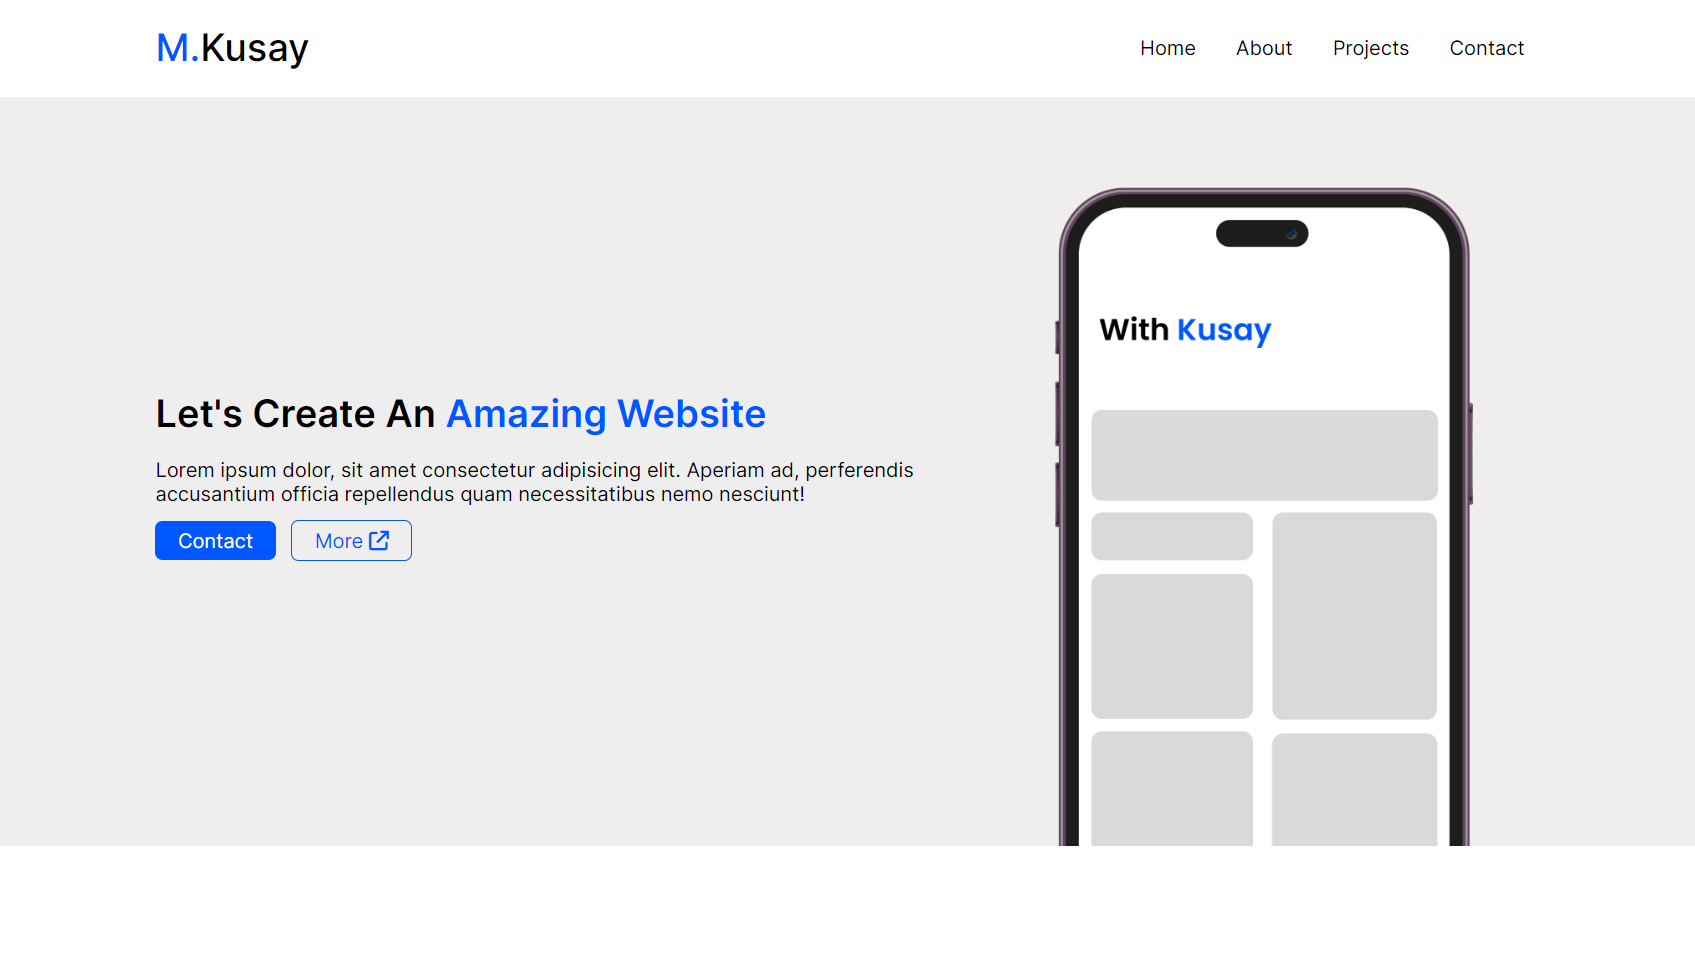 M.Kusay
Home About Projects Contact
With Kusay
Let's Create An Amazing Website
Lorem ipsum dolor, sit amet consectetur adipisicing elit. Aperiam ad, perferendis
accusantium officia repellendus quam necessitatibus nemo nesciunt!
Contact More